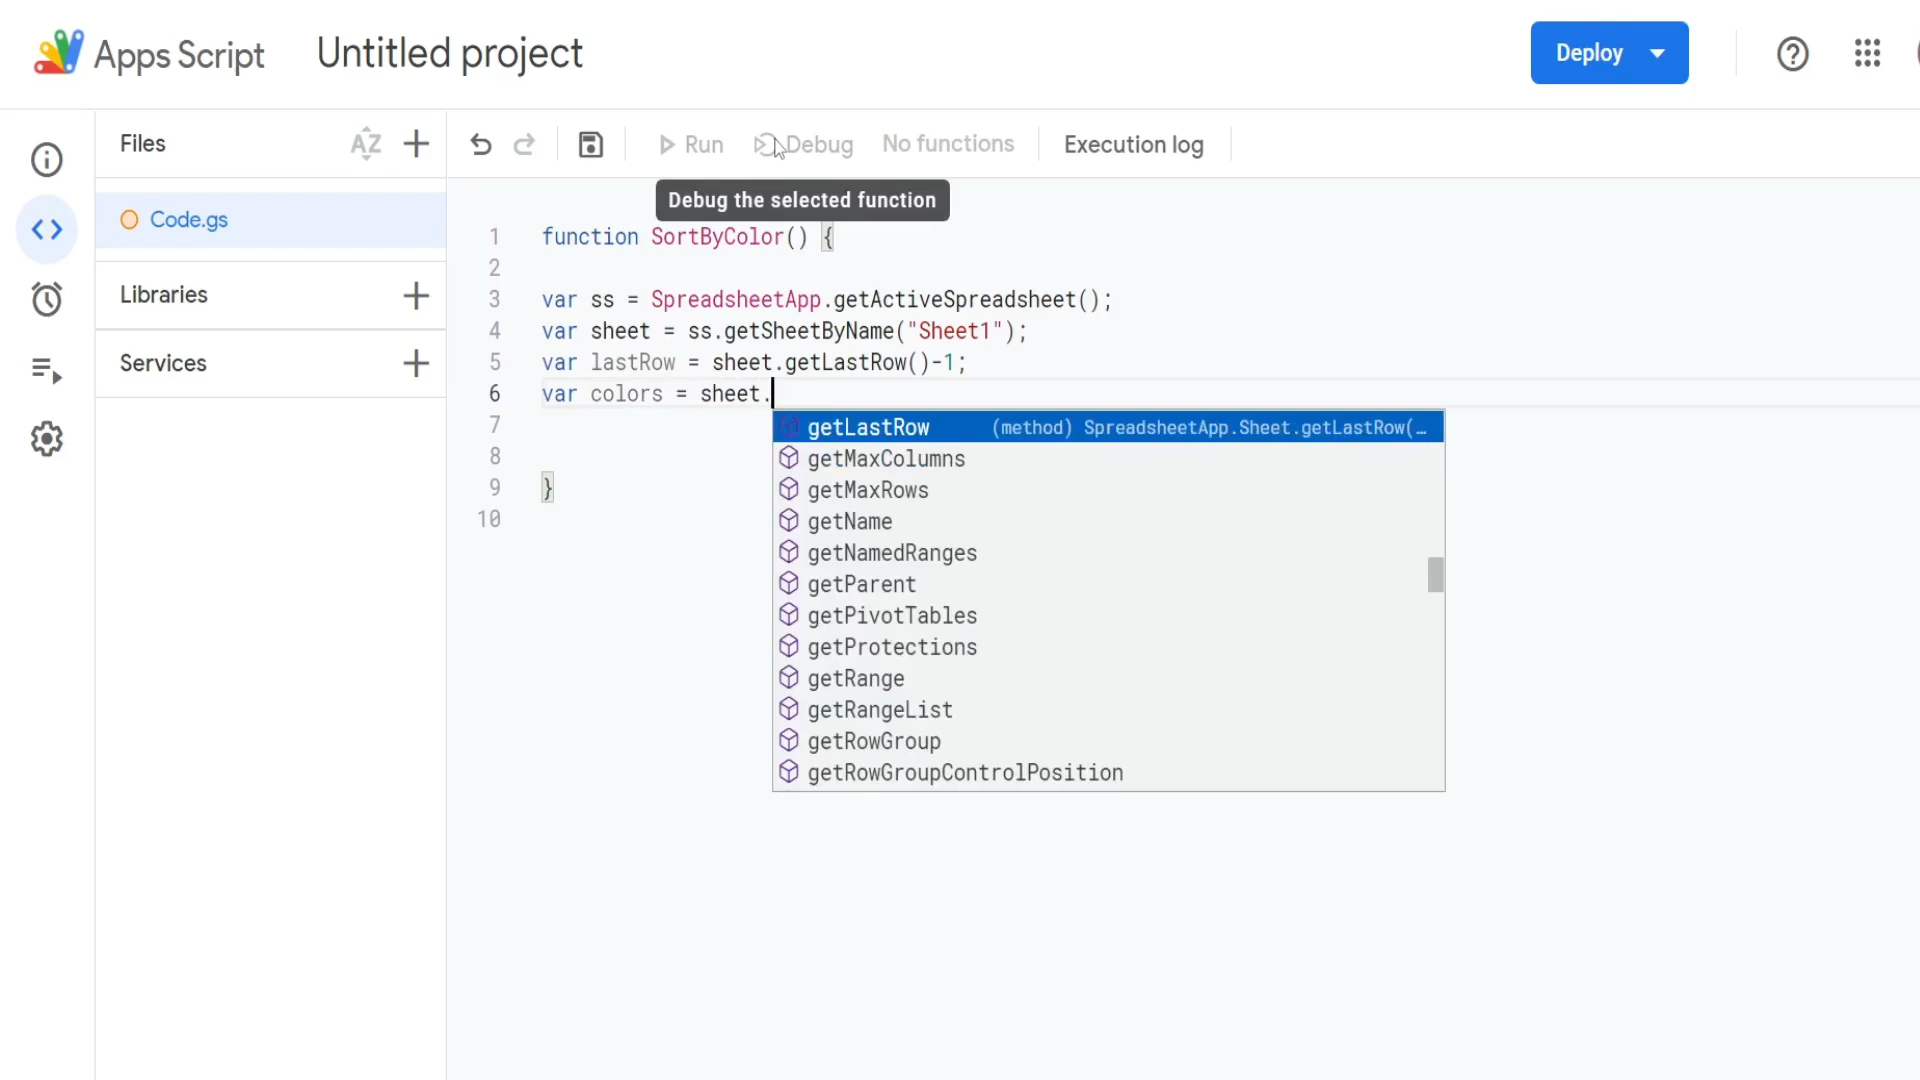 Apps Script Untitled project Deploy
Files
Run Debug No functions Execution log
Debug the selected function
Code.gs
Libraries
Services
1 function SortByColor() {
2
3 var ss = SpreadsheetApp.getActiveSpreadsheet();
4 var sheet = ss.getSheetByName("Sheet1");
5 var lastRow = sheet.getLastRow()-1;
6 var colors = sheet.
7
8
9 }
10
getLastRow (method) SpreadsheetApp.Sheet.getLastRow(…
getMaxColumns
getMaxRows
getName
getNamedRanges
getParent
getPivotTables
getProtections
getRange
getRangeList
getRowGroup
getRowGroupControlPosition